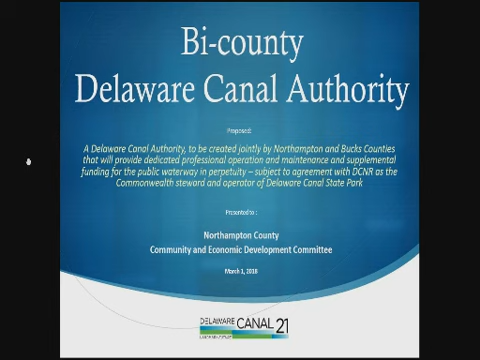 Bi-county
Delaware Canal Authority
Proposed:
A Delaware Canal Authority, to be created jointly by Northampton and Bucks Counties
that will provide dedicated professional operation and maintenance and supplemental
funding for the public waterway in perpetuity – subject to agreement with DCNR as the
Commonwealth steward and operator of Delaware Canal State Park
Presented to :
Northampton County
Community and Economic Development Committee
March 1, 2018
DELAWARE CANAL 21